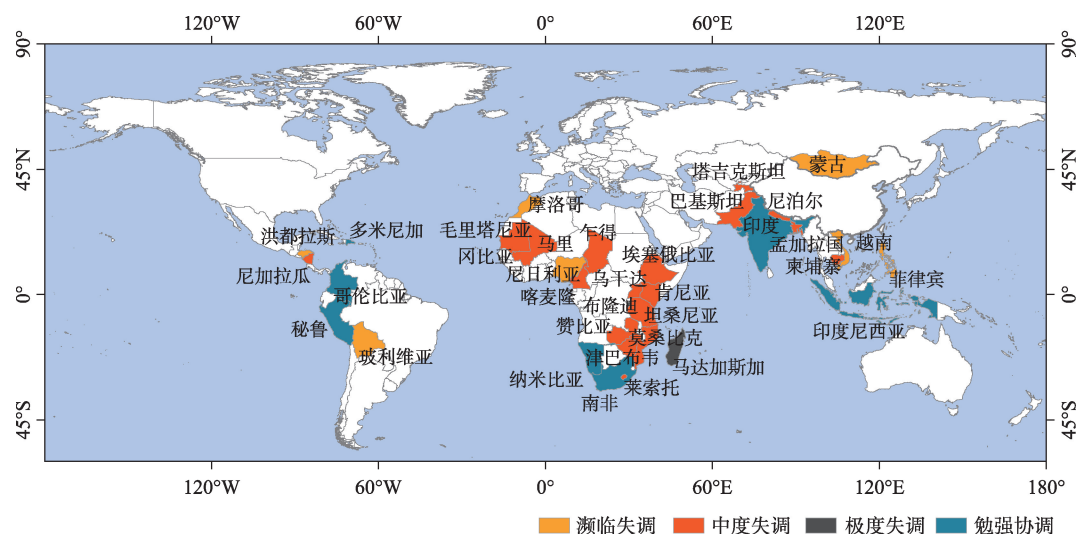 120°W 60°W 0° 60°E 120°E
90° 90°
45°N 45°N
0° 0°
45°S 45°S
蒙古
塔吉克斯坦
巴基斯坦 尼泊尔
摩洛哥
印度
多米尼加 毛里塔尼亚 乍得
洪都拉斯 马里 孟加拉国 越南
冈比亚 埃塞俄比亚
尼加拉瓜 尼日利亚 乌干达 柬埔寨
菲律宾
哥伦比亚 喀麦隆 肯尼亚
布隆迪
坦桑尼亚
秘鲁 赞比亚 印度尼西亚
莫桑比克
玻利维亚 津巴布韦
马达加斯加
纳米比亚 莱索托
南非
120°W 60°W 0° 60°E 120°E 180°
濒临失调 中度失调 极度失调 勉强协调